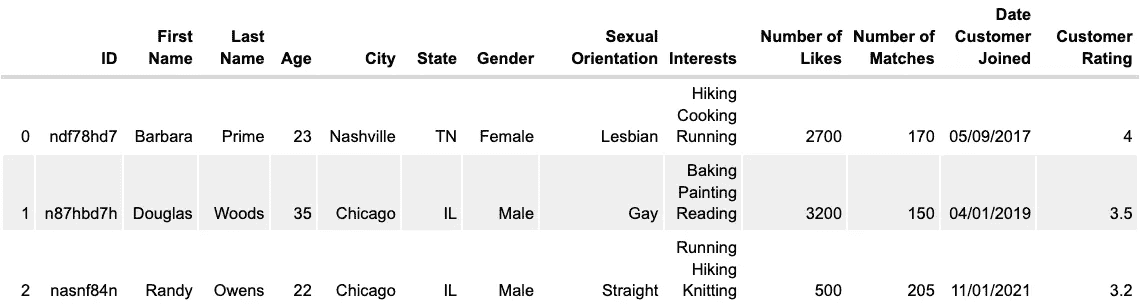 Date
First Last Sexual Number of Number of Customer Customer
ID Name Name Age City State Gender Orientation Interests Likes Matches Joined Rating
Hiking
Cooking
0 ndf78hd7 Barbara Prime 23 Nashville TN Female Lesbian Running 2700 170 05/09/2017 4
Baking
Painting
1 n87hbd7h Douglas Woods 35 Chicago IL Male Gay Reading 3200 150 04/01/2019 3.5
Running
Hiking
2 nasnf84n Randy Owens 22 Chicago IL Male Straight Knitting 500 205 11/01/2021 3.2